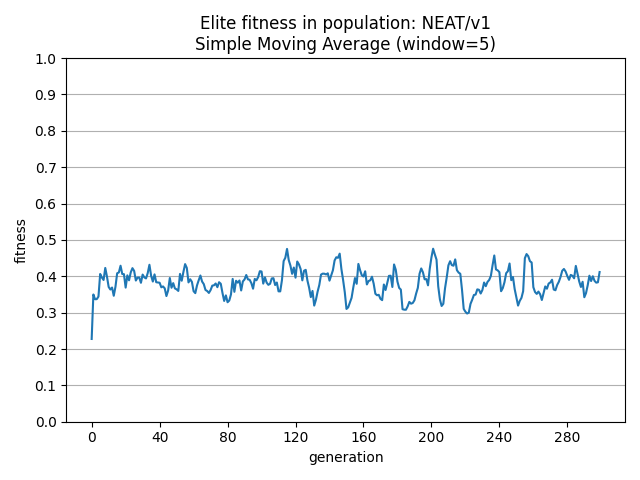 Elite fitness in population: NEAT/v1
Simple Moving Average (window=5)
1.0
0.9
0.8
0.7
0.6
0.5
0.4
0.3
0.2
0.1
0.0
fitness
0 40 80 120 160 200 240 280
generation